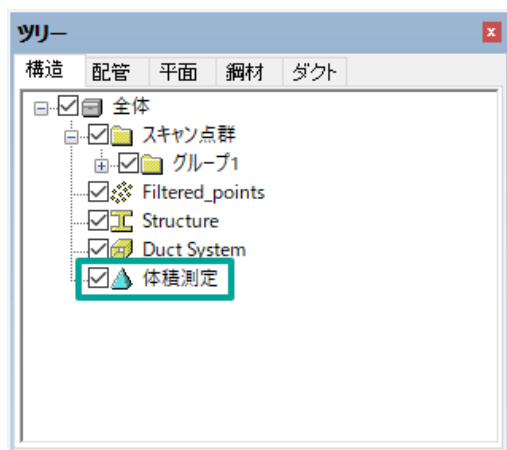 ツリー
構造 配管 平面 鋼材 ダクト
全体
スキャン点群
グループ1
Filtered_points
Structure
Duct System
体積測定